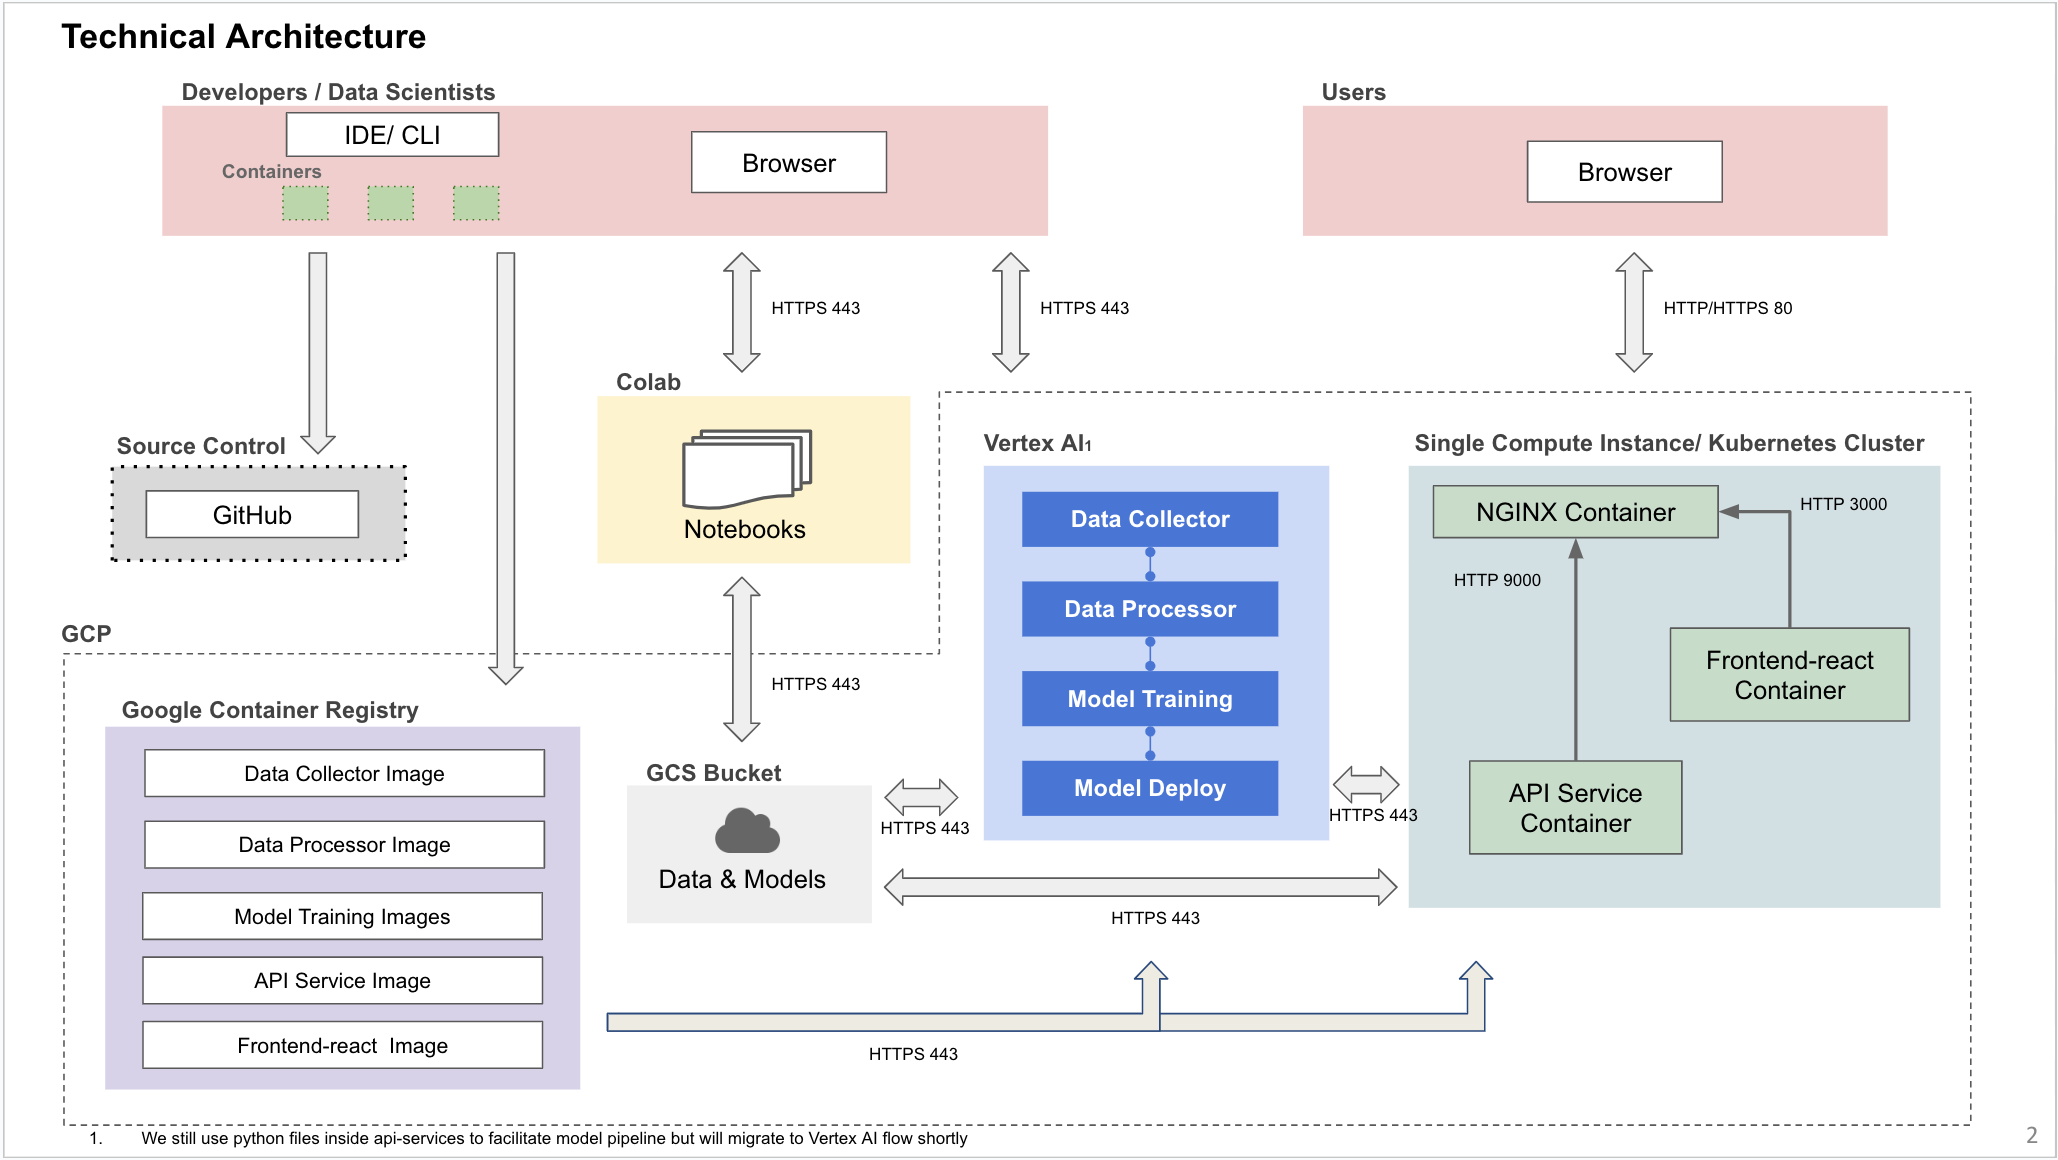 Technical Architecture
Developers / Data Scientists
IDE/ CLI
Containers
Browser
Users
Browser
HTTPS 443
HTTPS 443
HTTP/HTTPS 80
Source Control
GitHub
Colab
Notebooks
HTTPS 443
GCP
Google Container Registry
Data Collector Image
Data Processor Image
Model Training Images
API Service Image
Frontend-react  Image
GCS Bucket
Data & Models
HTTPS 443
Vertex AI1
Data Collector
Data Processor
Model Training
Model Deploy
HTTPS 443
HTTPS 443
HTTPS 443
Single Compute Instance/ Kubernetes Cluster
NGINX Container
HTTP 3000
HTTP 9000
Frontend-react
Container
API Service
Container
1. We still use python files inside api-services to facilitate model pipeline but will migrate to Vertex AI flow shortly
2